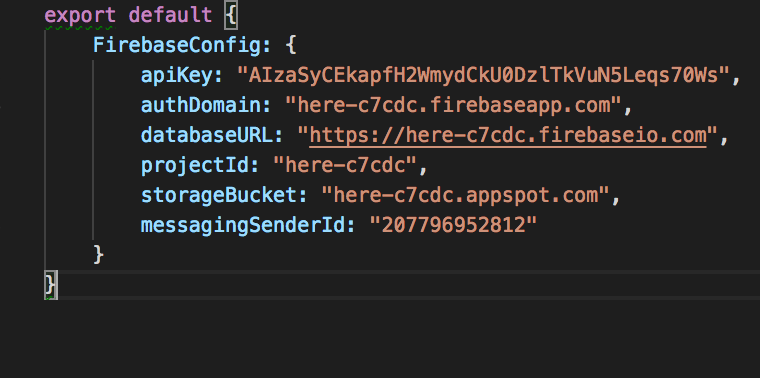 export default {
FirebaseConfig: {
apiKey: "AIzaSyCEkapfH2WmydCkU0DzlTkVuN5Leqs70Ws",
authDomain: "here-c7cdc.firebaseapp.com",
databaseURL: "https://here-c7cdc.firebaseio.com",
projectId: "here-c7cdc",
storageBucket: "here-c7cdc.appspot.com",
messagingSenderId: "207796952812"
}
}